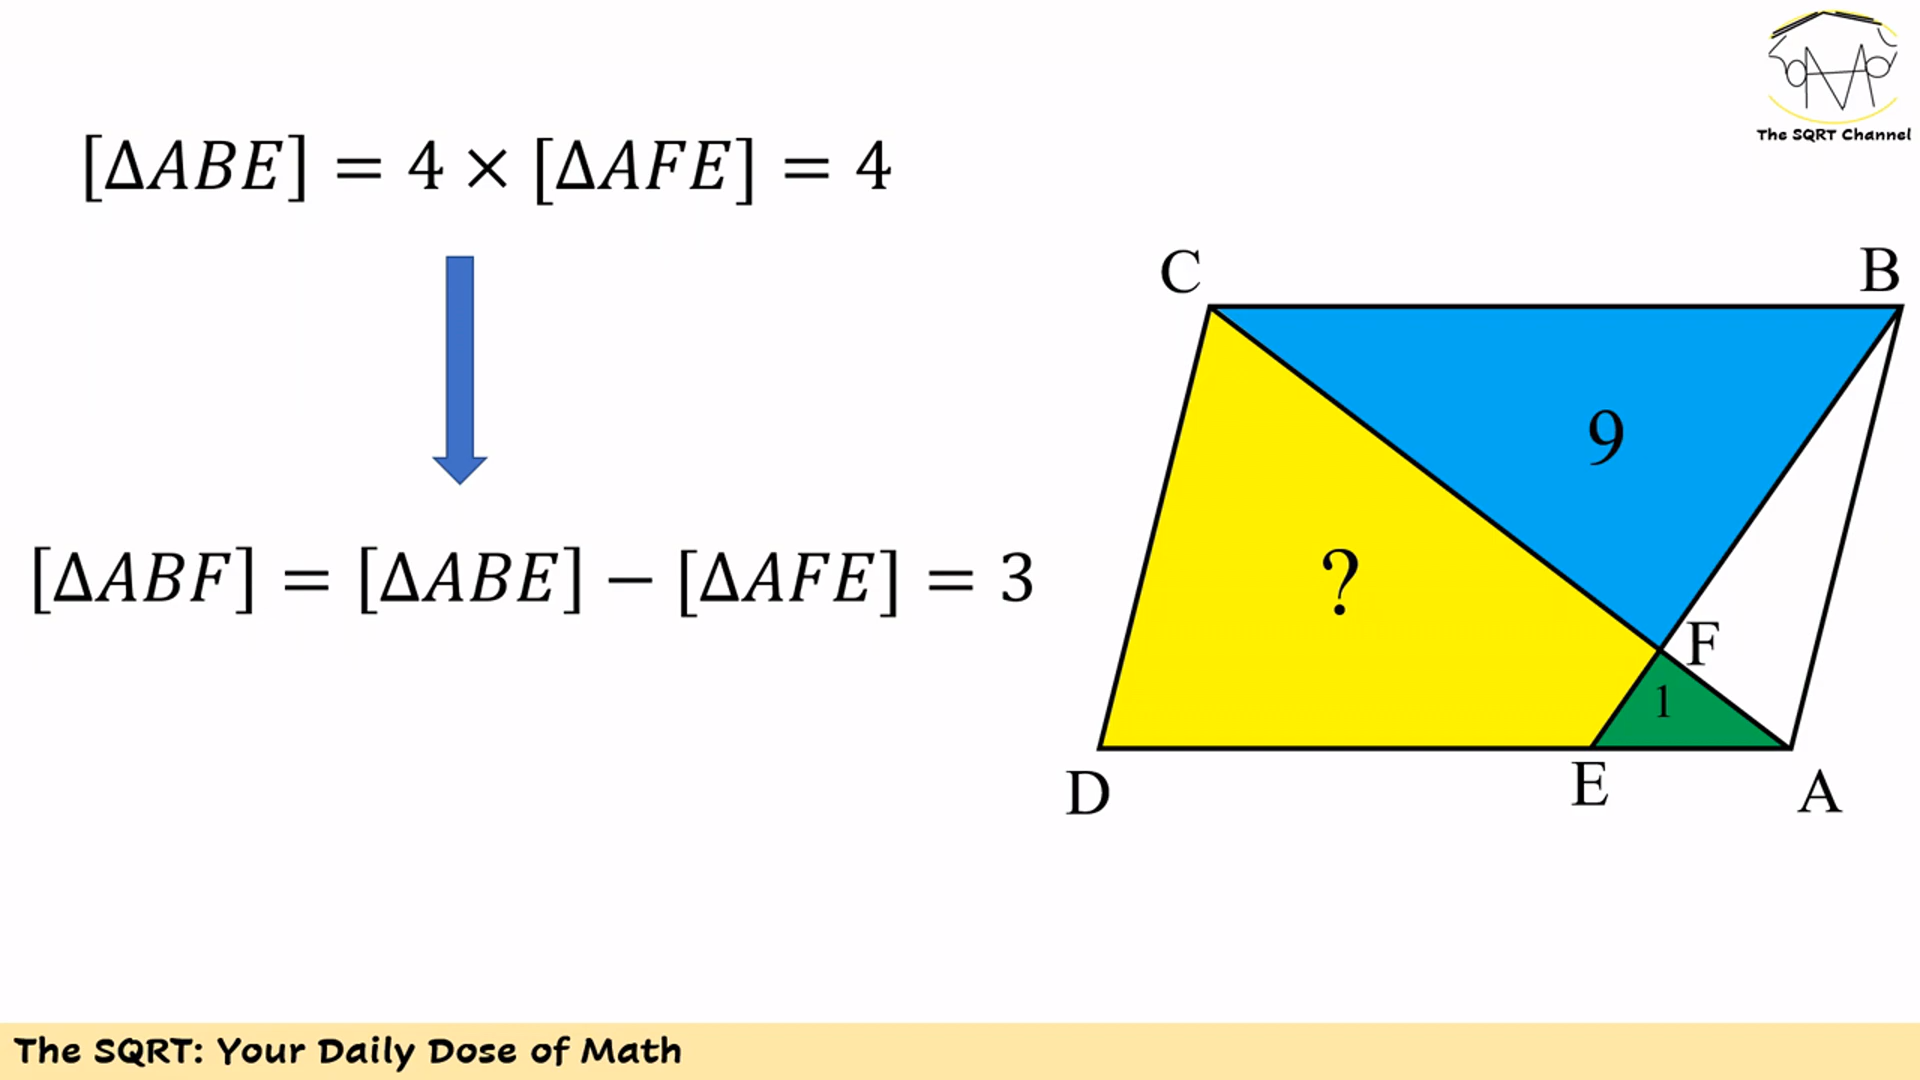 The SQRT Channel
[ΔABE] = 4 × [ΔAFE] = 4
[ΔABF] = [ΔABE] − [ΔAFE] = 3
C
B
9
?
F
1
D
E
A
The SQRT: Your Daily Dose of Math